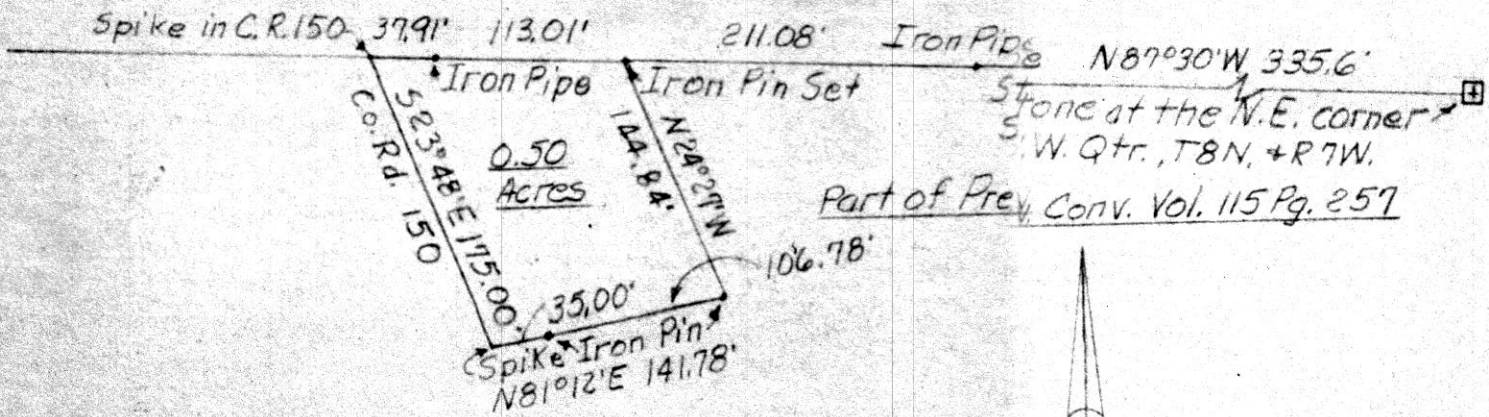 Spike in C.R.150 37.91' 113.01' 211.08' Iron Pipe
N87°30'W 335.6'
Iron Pipe
Iron Pin Set
Stone at the N.E. corner
S.W. Qtr., T8N, +R7W.
Co. Rd. 150
S23°48'E 175.00'
0.50
Acres
N24°27'W
144.84'
Part of Prev. Conv. Vol. 115 Pg. 257
106.78'
35.00'
Spike Iron Pin
N81°12'E 141.78'